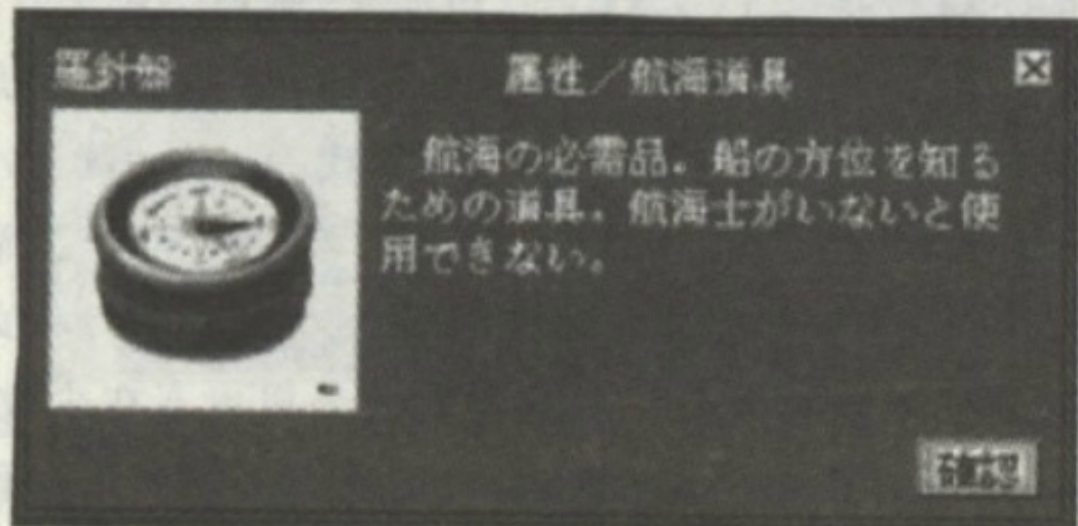 羅針盤
属性／航海道具
航海の必需品。船の方位を知る
ための道具。航海士がいないと使
用できない。
確認